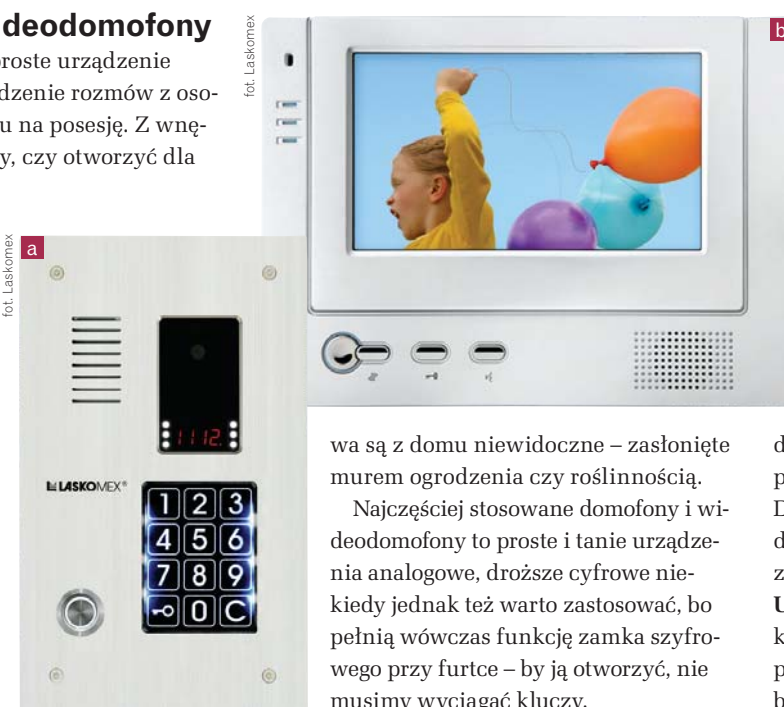 deodomofony
roste urządzenie
dzenie rozmów z oso-
u na posesję. Z wnę-
y, czy otworzyć dla
fot. Laskomex
b
fot. Laskomex
a
1112.
LASKOMEX®
1 2 3
4 5 6
7 8 9
0 C
wa są z domu niewidoczne – zasłonięte
murem ogrodzenia czy roślinnością.
Najczęściej stosowane domofony i wi-
deodomofony to proste i tanie urządze-
nia analogowe, droższe cyfrowe nie-
kiedy jednak też warto zastosować, bo
pełnią wówczas funkcję zamka szyfro-
wego przy furtce – by ją otworzyć, nie
musimy wyciągać kluczy.
d
p
D
d
z
U
k
p
b